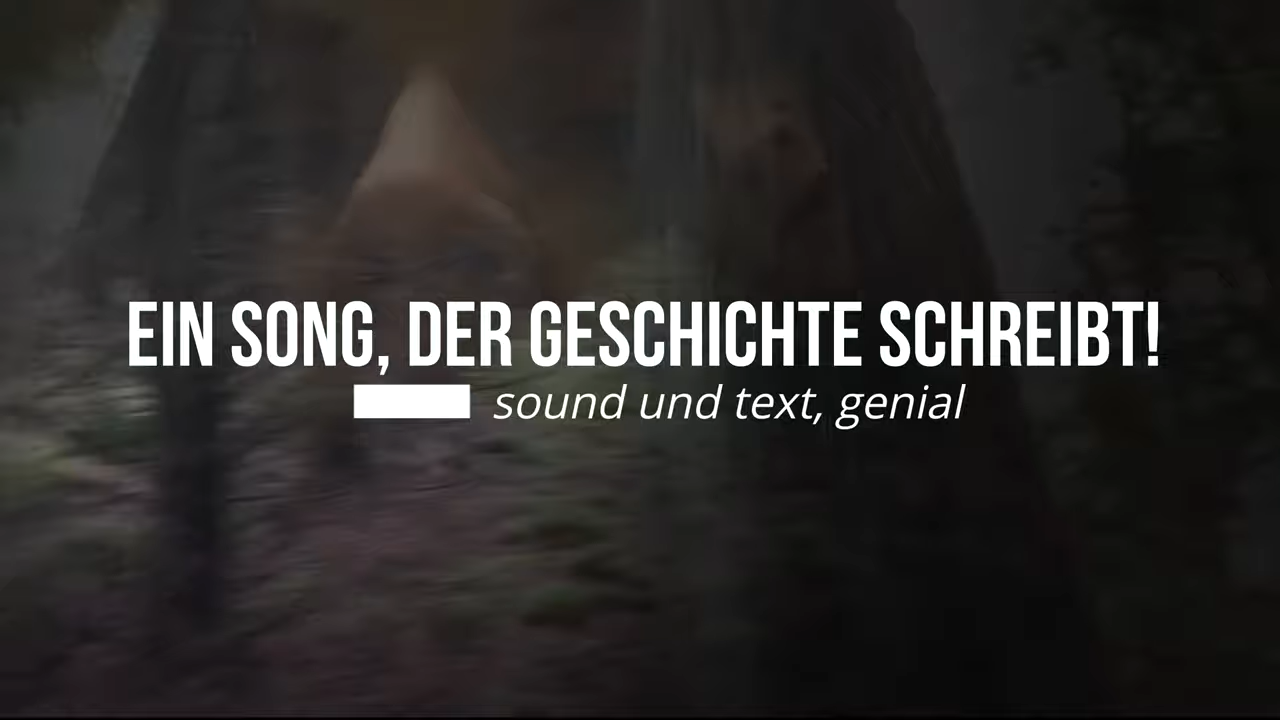 EIN SONG, DER GESCHICHTE SCHREIBT!
sound und text, genial